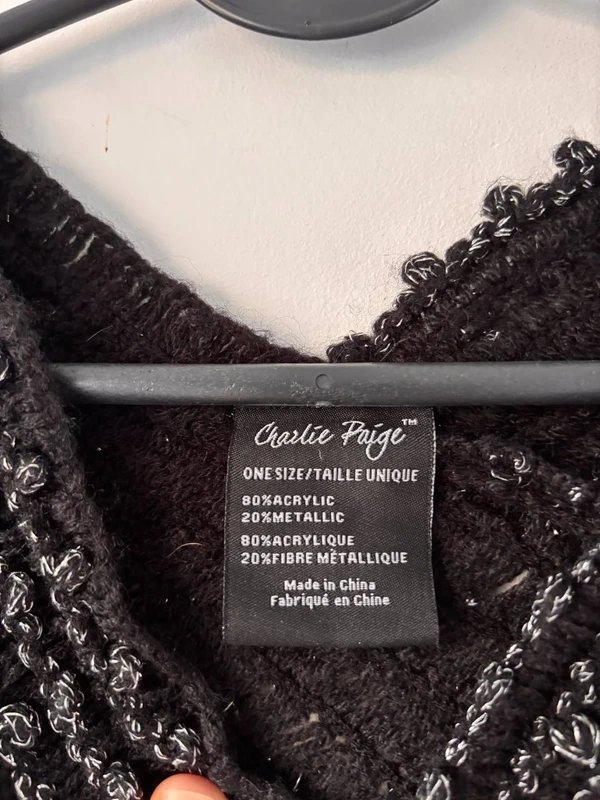 Charlie Paige™
ONE SIZE/TAILLE UNIQUE
80%ACRYLIC
20%METALLIC
80%ACRYLIQUE
20%FIBRE MÉTALLIQUE
Made in China
Fabriqué en Chine